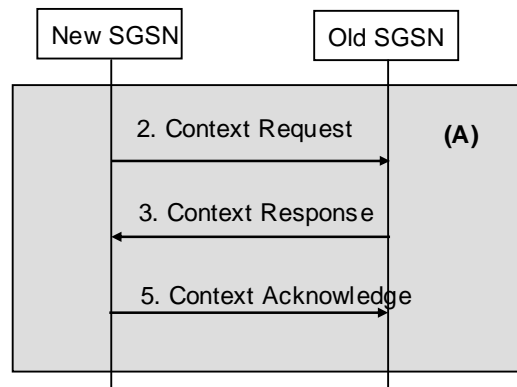 New SGSN
Old SGSN
2. Context Request
(A)
3. Context Response
5. Context Acknowledge